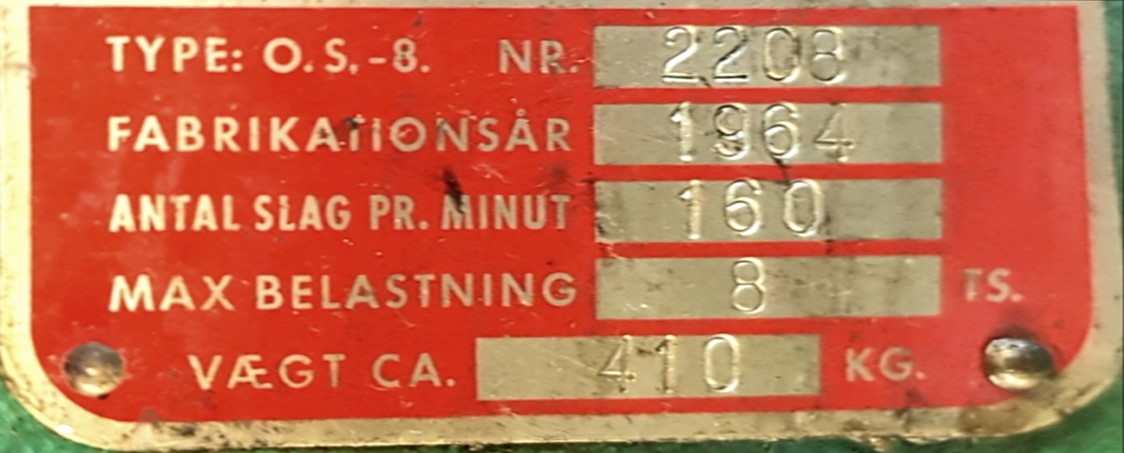 TYPE: O.S.-8. NR. 2208
FABRIKATIONSÅR 1964
ANTAL SLAG PR. MINUT 160
MAX BELASTNING 8 TS.
VÆGT CA. 410 KG.